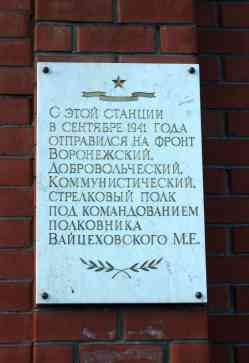 С ЭТОЙ СТАНЦИИ
В СЕНТЯБРЕ 1941 ГОДА
ОТПРАВИЛСЯ НА ФРОНТ
ВОРОНЕЖСКИЙ,
ДОБРОВОЛЬЧЕСКИЙ,
КОММУНИСТИЧЕСКИЙ,
СТРЕЛКОВЫЙ ПОЛК
ПОД КОМАНДОВАНИЕМ
ПОЛКОВНИКА
ВАЙЦЕХОВСКОГО М.Е.